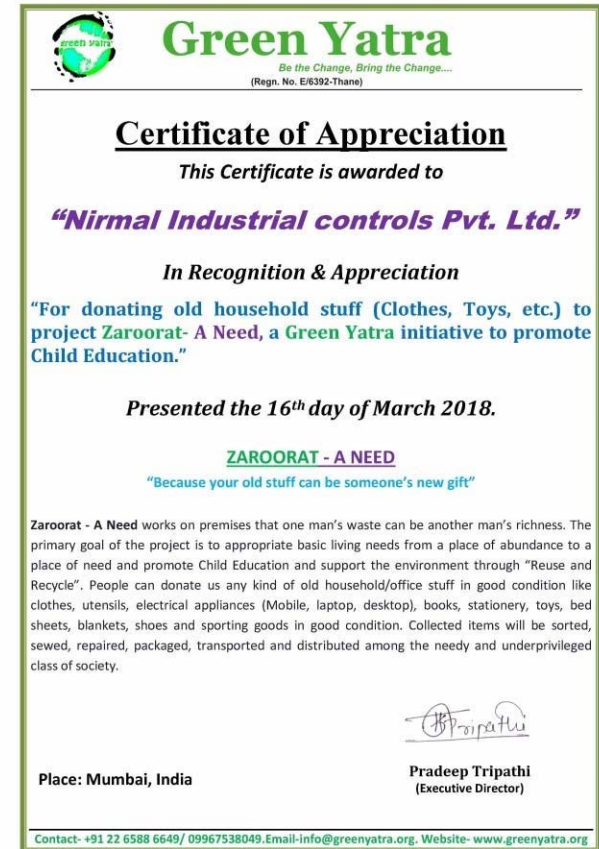 green yatra
Green Yatra
Be the Change, Bring the Change....
(Regn. No. E/6392-Thane)
Certificate of Appreciation
This Certificate is awarded to
“Nirmal Industrial controls Pvt. Ltd.”
In Recognition & Appreciation
“For donating old household stuff (Clothes, Toys, etc.) to
project Zaroorat- A Need, a Green Yatra initiative to promote
Child Education.”
Presented the 16th day of March 2018.
ZAROORAT - A NEED
“Because your old stuff can be someone’s new gift”
Zaroorat - A Need works on premises that one man’s waste can be another man’s richness. The
primary goal of the project is to appropriate basic living needs from a place of abundance to a
place of need and promote Child Education and support the environment through “Reuse and
Recycle”. People can donate us any kind of old household/office stuff in good condition like
clothes, utensils, electrical appliances (Mobile, laptop, desktop), books, stationery, toys, bed
sheets, blankets, shoes and sporting goods in good condition. Collected items will be sorted,
sewed, repaired, packaged, transported and distributed among the needy and underprivileged
class of society.
Tripathi
Place: Mumbai, India
Pradeep Tripathi
(Executive Director)
Contact- +91 22 6588 6649/ 09967538049.Email-info@greenyatra.org. Website- www.greenyatra.org